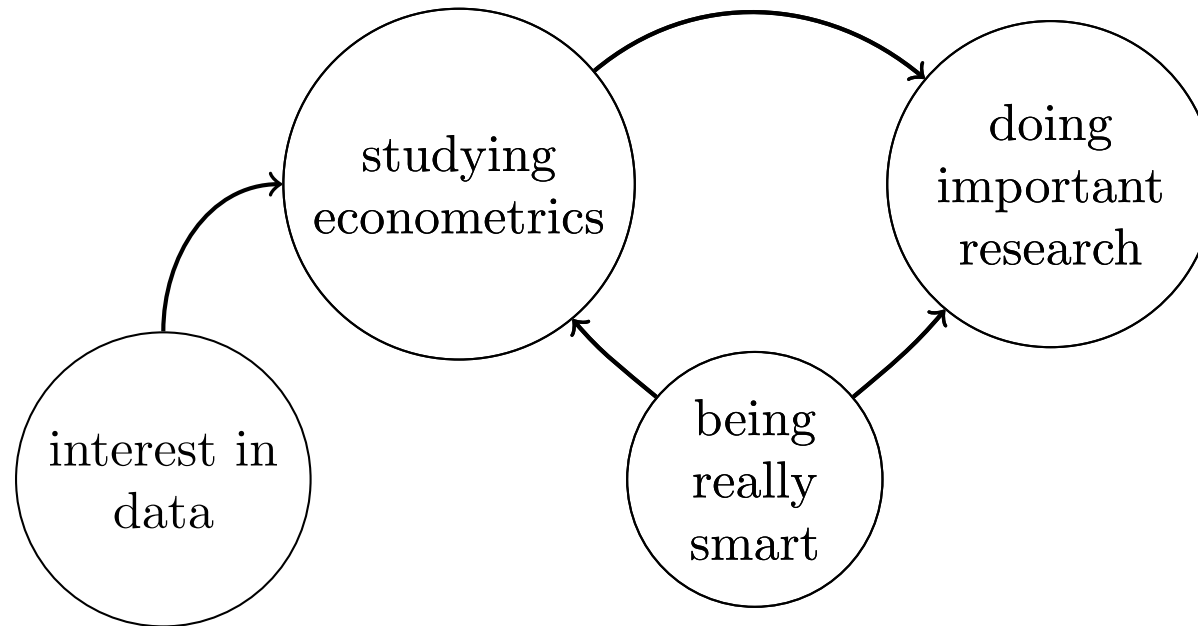 studying
econometrics
doing
important
research
interest in
data
being
really
smart